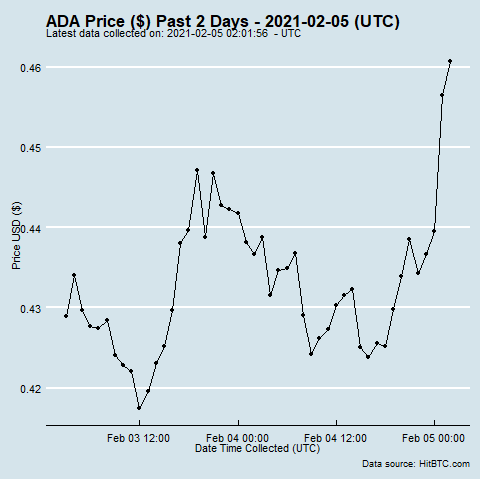 ADA Price ($) Past 2 Days - 2021-02-05 (UTC)
Latest data collected on: 2021-02-05 02:01:56  - UTC
0.46
0.45
0.44
0.43
0.42
Price USD ($)
Feb 03 12:00
Feb 04 00:00
Feb 04 12:00
Feb 05 00:00
Date Time Collected (UTC)
Data source: HitBTC.com